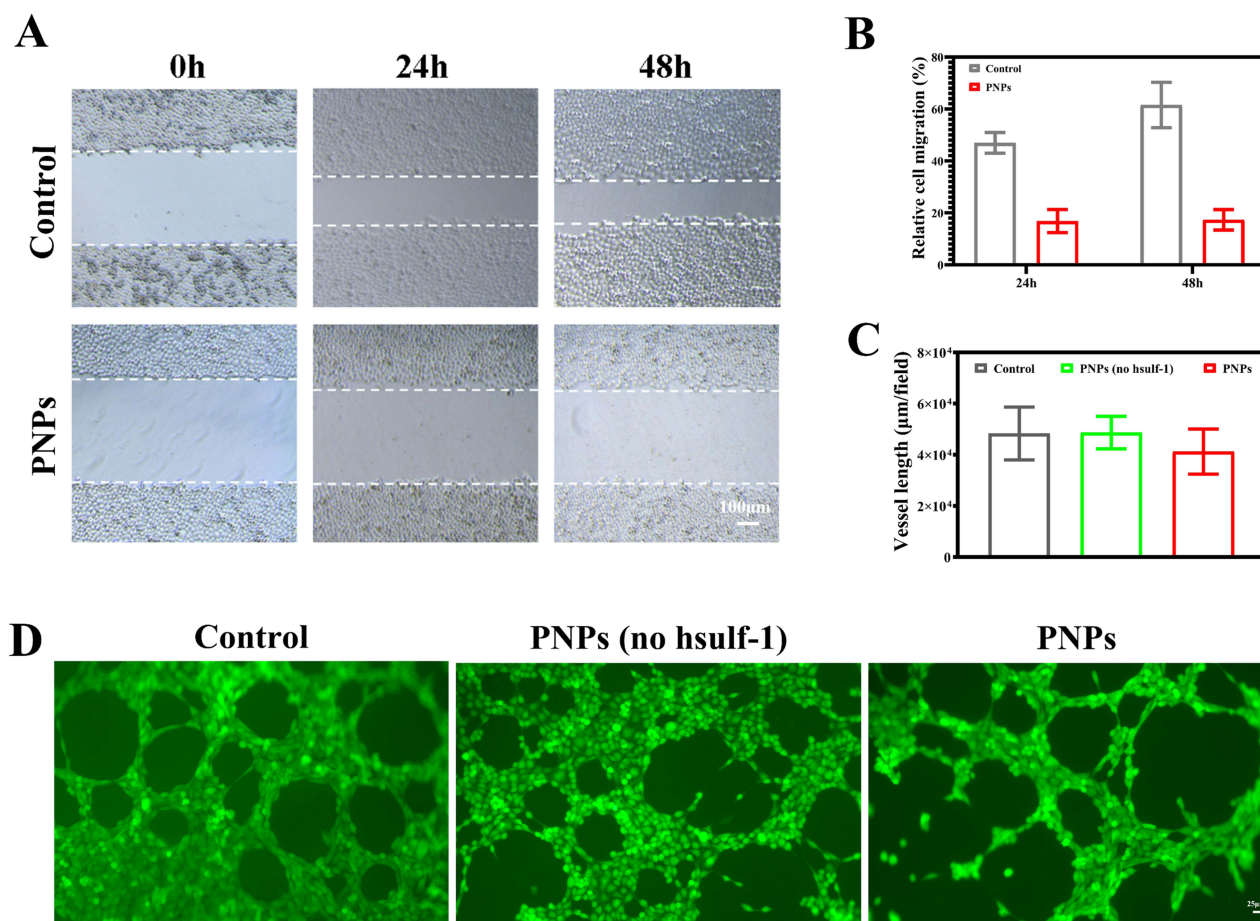 A
0h
24h
48h
Control
PNPs
100μm
B
Relative cell migration (%)
80
60
40
20
0
Control
PNPs
24h
48h
C
Vessel length (μm/field)
8×10⁴
6×10⁴
4×10⁴
2×10⁴
0
Control
PNPs (no hsulf-1)
PNPs
D
Control
PNPs (no hsulf-1)
PNPs